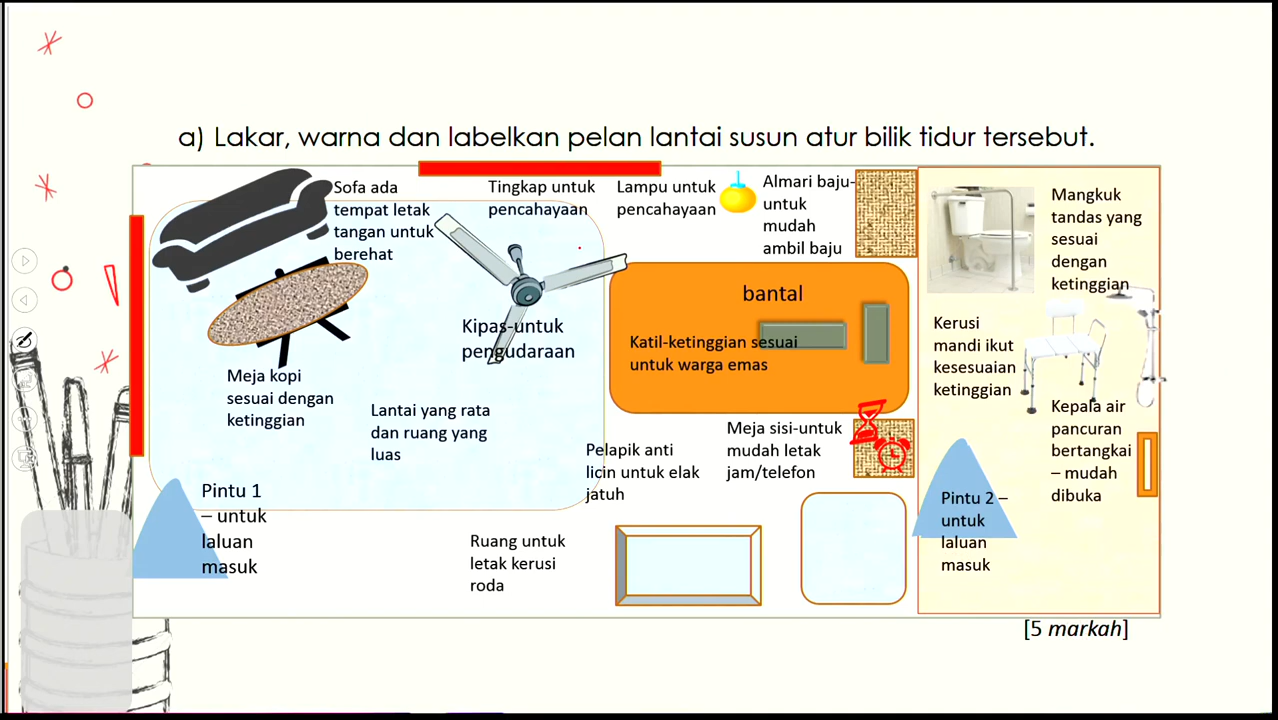 a) Lakar, warna dan labelkan pelan lantai susun atur bilik tidur tersebut.
Sofa ada
tempat letak
tangan untuk
berehat
Tingkap untuk
pencahayaan
Lampu untuk
pencahayaan
Almari baju-
untuk
mudah
ambil baju
Mangkuk
tandas yang
sesuai
dengan
ketinggian
bantal
Katil-ketinggian sesuai
untuk warga emas
Kipas-untuk
pengudaraan
Kerusi
mandi ikut
kesesuaian
ketinggian
Meja kopi
sesuai dengan
ketinggian
Lantai yang rata
dan ruang yang
luas
Kepala air
pancuran
bertangkai
– mudah
dibuka
Pelapik anti
licin untuk elak
jatuh
Meja sisi-untuk
mudah letak
jam/telefon
Pintu 1
– untuk
laluan
masuk
Ruang untuk
letak kerusi
roda
Pintu 2 –
untuk
laluan
masuk
[5 markah]